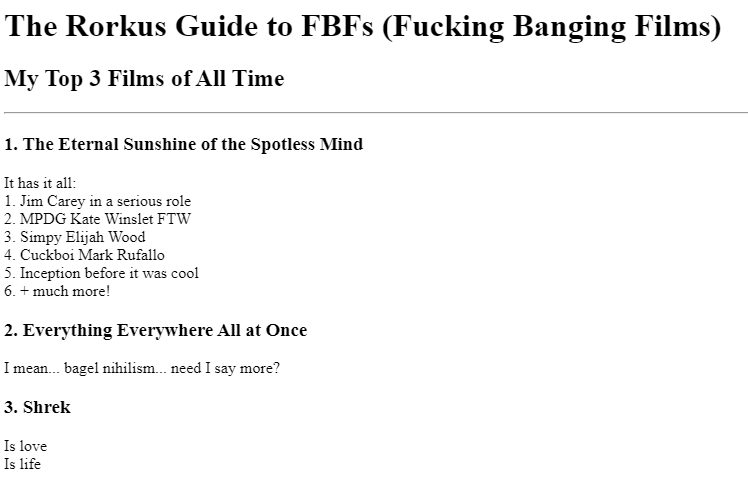 The Rorkus Guide to FBFs (Fucking Banging Films)
My Top 3 Films of All Time
1. The Eternal Sunshine of the Spotless Mind
It has it all:
1. Jim Carey in a serious role
2. MPDG Kate Winslet FTW
3. Simpy Elijah Wood
4. Cuckboi Mark Rufallo
5. Inception before it was cool
6. + much more!
2. Everything Everywhere All at Once
I mean... bagel nihilism... need I say more?
3. Shrek
Is love
Is life